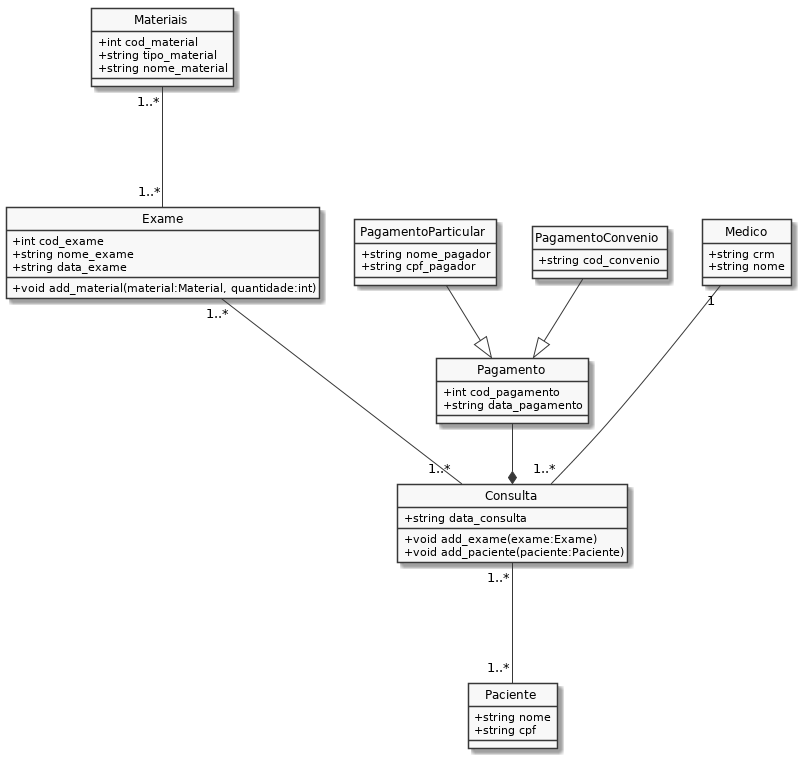 Materiais
+int cod_material
+string tipo_material
+string nome_material
1..*
1..*
Exame
+int cod_exame
+string nome_exame
+string data_exame
+void add_material(material:Material, quantidade:int)
1..*
PagamentoParticular
+string nome_pagador
+string cpf_pagador
PagamentoConvenio
+string cod_convenio
Medico
+string crm
+string nome
1
Pagamento
+int cod_pagamento
+string data_pagamento
1..*
1..*
Consulta
+string data_consulta
+void add_exame(exame:Exame)
+void add_paciente(paciente:Paciente)
1..*
1..*
Paciente
+string nome
+string cpf